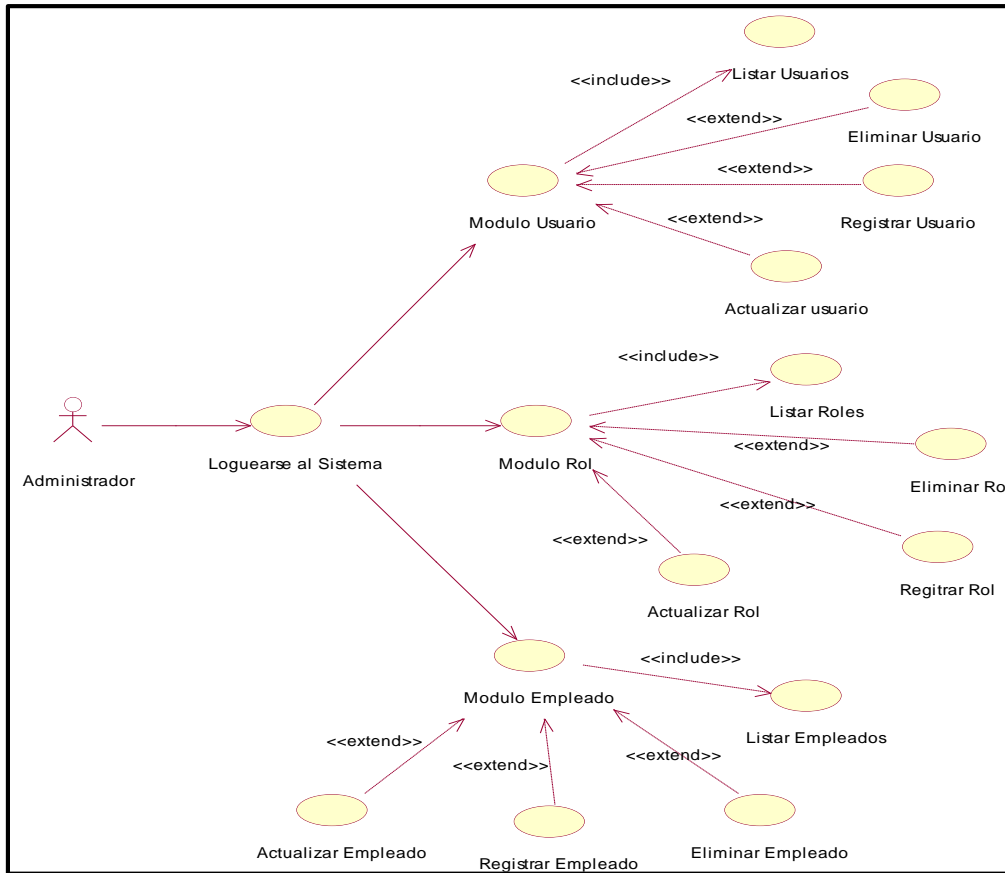 Listar Usuarios
<<include>>
<<extend>>
Eliminar Usuario
<<extend>>
Modulo Usuario
Registrar Usuario
<<extend>>
Actualizar usuario
<<include>>
Listar Roles
<<extend>>
Loguearse al Sistema
Modulo Rol
Administrador
Eliminar Ro
<<extend>>
<<extend>>
Regitrar Rol
Actualizar Rol
<<include>>
Modulo Empleado
Listar Empleados
<<extend>>
<<extend>>
<<extend>>
Actualizar Empleado
Registrar Empleado
Eliminar Empleado